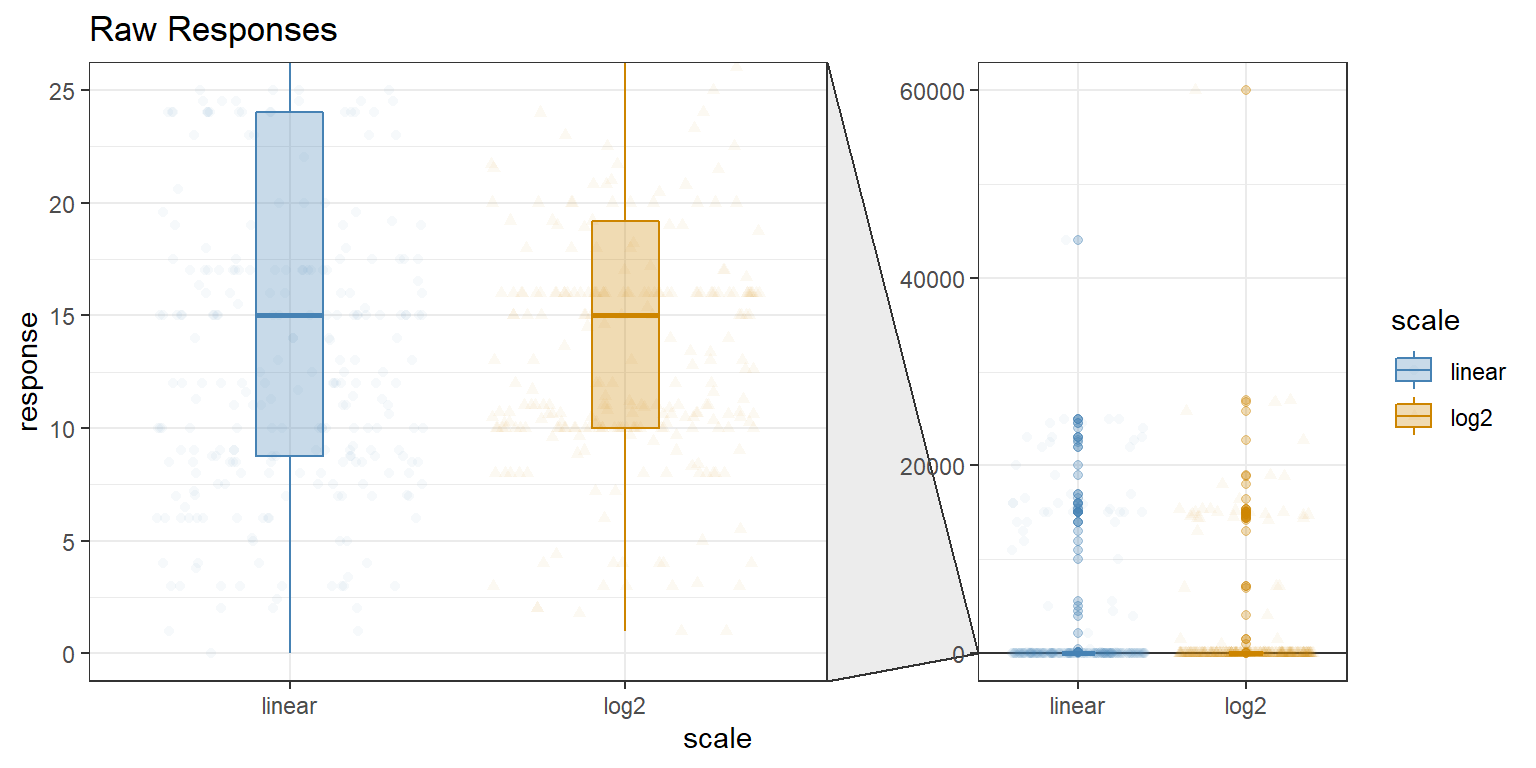 Raw Responses
response
25
20
15
10
5
0
linear
log2
60000
40000
20000
0
linear
log2
scale
scale
linear
log2